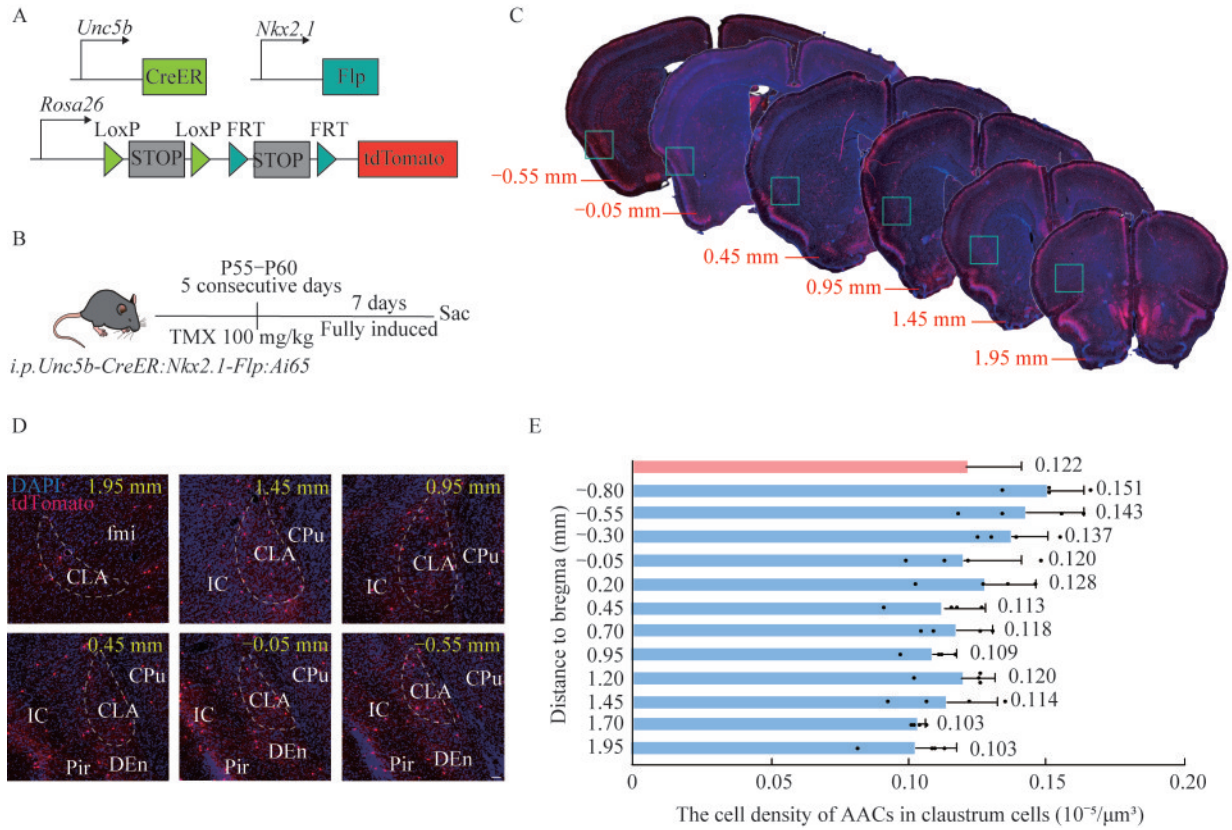 A
Unc5b
Nkx2.1
CreER
Flp
Rosa26
LoxP LoxP FRT FRT
STOP STOP tdTomato
B
P55−P60
5 consecutive days
7 days
Sac
TMX 100 mg/kg
Fully induced
i.p. Unc5b-CreER:Nkx2.1-Flp:Ai65
C
−0.55 mm
−0.05 mm
0.45 mm
0.95 mm
1.45 mm
1.95 mm
D
DAPI
tdTomato
1.95 mm
fmi
CLA
1.45 mm
CPu
CLA
IC
0.95 mm
CPu
CLA
IC
0.45 mm
CPu
IC
CLA
Pir
DEn
−0.05 mm
CPu
CLA
IC
DEn
Pir
−0.55 mm
CPu
CLA
IC
DEn
Pir
E
Distance to bregma (mm)
0.122
−0.80 0.151
−0.55 0.143
−0.30 0.137
−0.05 0.120
0.20 0.128
0.45 0.113
0.70 0.118
0.95 0.109
1.20 0.120
1.45 0.114
1.70 0.103
1.95 0.103
0 0.05 0.10 0.15 0.20
The cell density of AACs in claustrum cells (10⁻⁵/μm³)